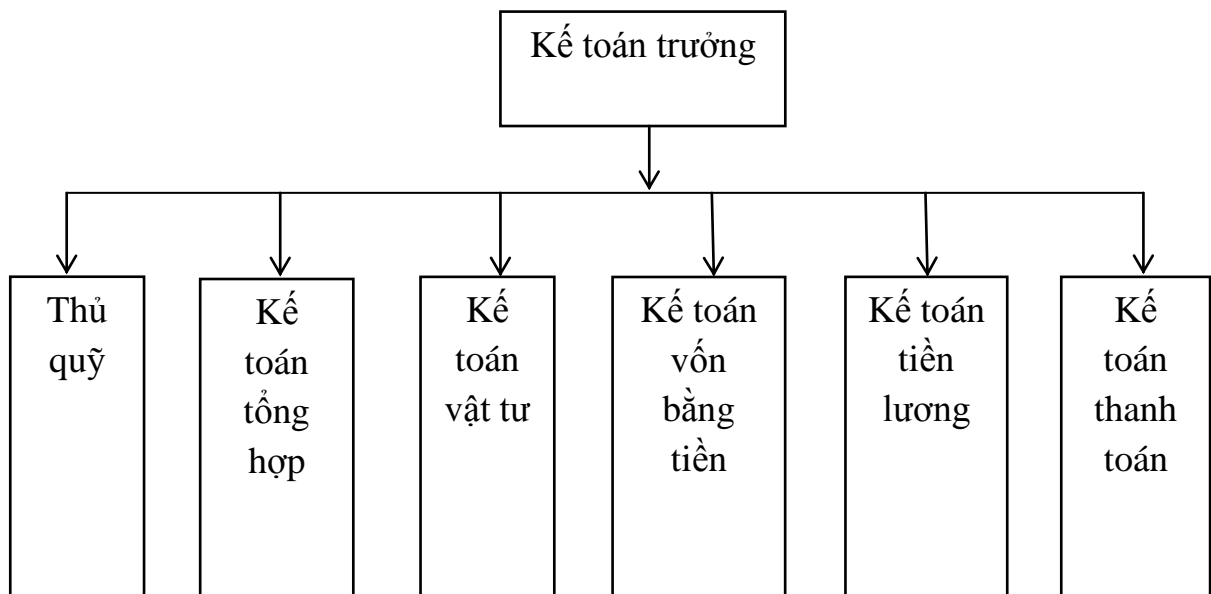 Kế toán trưởng
Thủ
quỹ
Kế
toán
tổng
hợp
Kế
toán
vật tư
Kế toán
vốn
bằng
tiền
Kế toán
tiền
lương
Kế
toán
thanh
toán